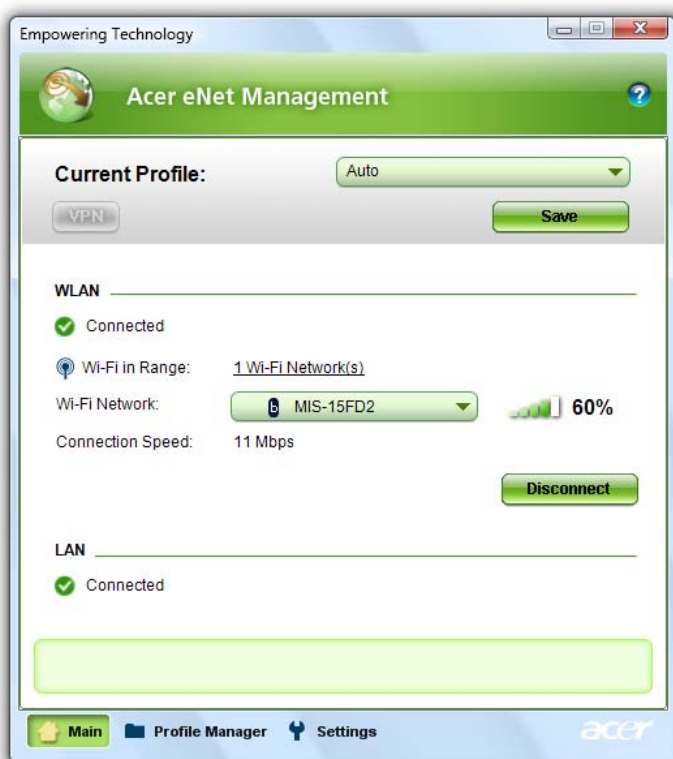 Empowering Technology
Acer eNet Management
?
Current Profile:
Auto
VPN
Save
WLAN
Connected
Wi-Fi in Range: 1 Wi-Fi Network(s)
Wi-Fi Network: b MIS-15FD2 60%
Connection Speed: 11 Mbps
Disconnect
LAN
Connected
Main Profile Manager Settings
acer